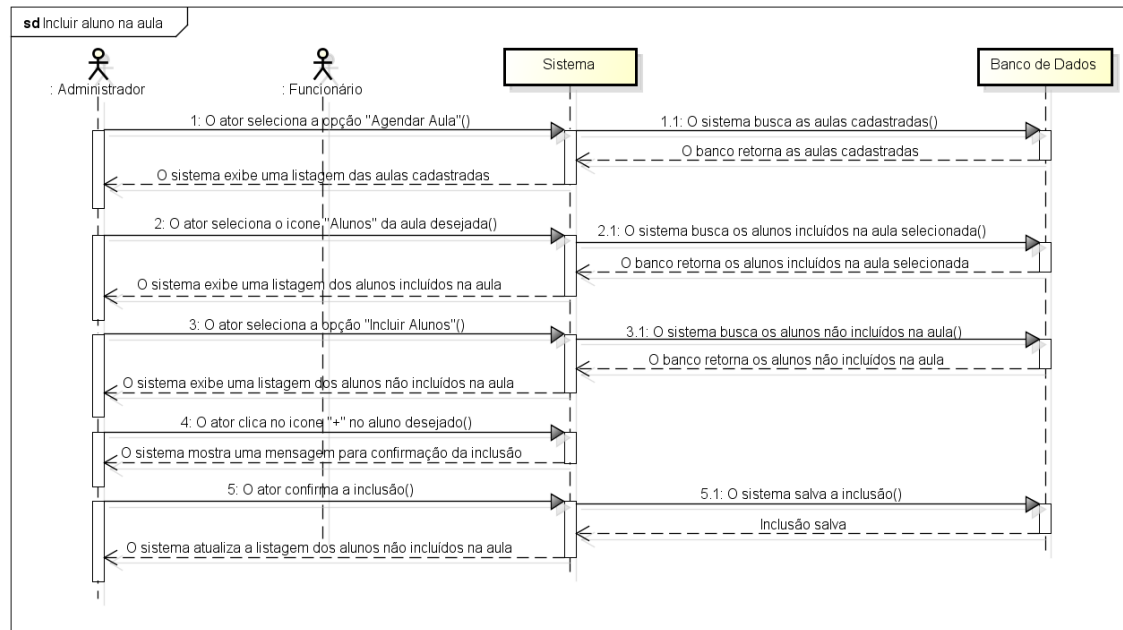 sd Incluir aluno na aula
: Administrador
: Funcionário
Sistema
Banco de Dados
1: O ator seleciona a opção "Agendar Aula"()
1.1: O sistema busca as aulas cadastradas()
O banco retorna as aulas cadastradas
O sistema exibe uma listagem das aulas cadastradas
2: O ator seleciona o icone "Alunos" da aula desejada()
2.1: O sistema busca os alunos incluídos na aula selecionada()
O banco retorna os alunos incluídos na aula selecionada
O sistema exibe uma listagem dos alunos incluídos na aula
3: O ator seleciona a opção "Incluir Alunos"()
3.1: O sistema busca os alunos não incluídos na aula()
O banco retorna os alunos não incluídos na aula
O sistema exibe uma listagem dos alunos não incluídos na aula
4: O ator clica no icone "+" no aluno desejado()
O sistema mostra uma mensagem para confirmação da inclusão
5: O ator confirma a inclusão()
5.1: O sistema salva a inclusão()
Inclusão salva
O sistema atualiza a listagem dos alunos não incluídos na aula